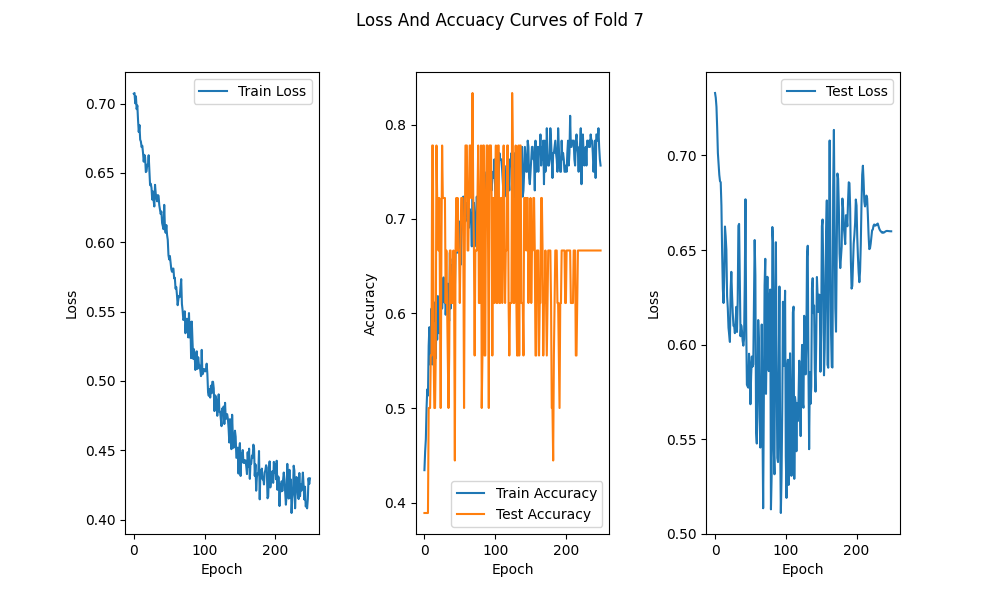 Loss And Accuacy Curves of Fold 7
Train Loss
0.70
0.65
0.60
0.55
0.50
0.45
0.40
Loss
0
100
200
Epoch
0.8
0.7
0.6
0.5
0.4
Accuracy
Train Accuracy
Test Accuracy
0
100
200
Epoch
Test Loss
0.70
0.65
0.60
0.55
0.50
Loss
0
100
200
Epoch